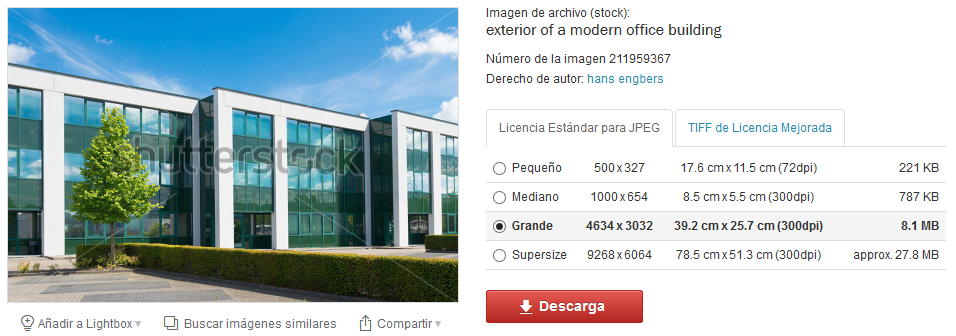 shutterstock
Imagen de archivo (stock):
exterior of a modern office building
Número de la imagen 211959367
Derecho de autor: hans engbers
Licencia Estándar para JPEG TIFF de Licencia Mejorada
Pequeño 500 x 327 17.6 cm x 11.5 cm (72dpi) 221 KB
Mediano 1000 x 654 8.5 cm x 5.5 cm (300dpi) 787 KB
Grande 4634 x 3032 39.2 cm x 25.7 cm (300dpi) 8.1 MB
Supersize 9268 x 6064 78.5 cm x 51.3 cm (300dpi) approx. 27.8 MB
Descarga
Añadir a Lightbox Buscar imágenes similares Compartir